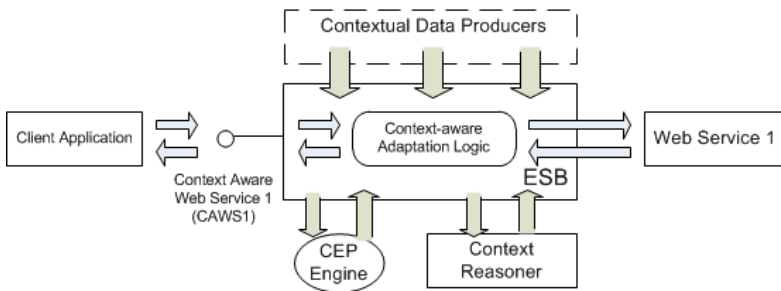 Contextual Data Producers
Client Application
Context-aware
Adaptation Logic
Web Service 1
ESB
Context Aware
Web Service 1
(CAWS1)
CEP
Engine
Context
Reasoner